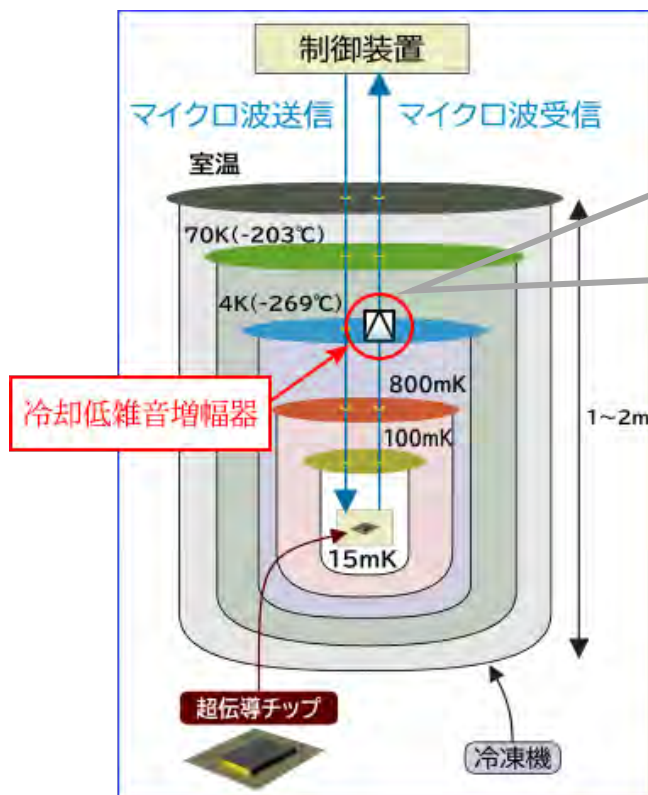 制御装置
マイクロ波送信
マイクロ波受信
室温
70K(-203℃)
4K(-269℃)
800mK
冷却低雑音増幅器
1~2m
100mK
15mK
超伝導チップ
冷凍機